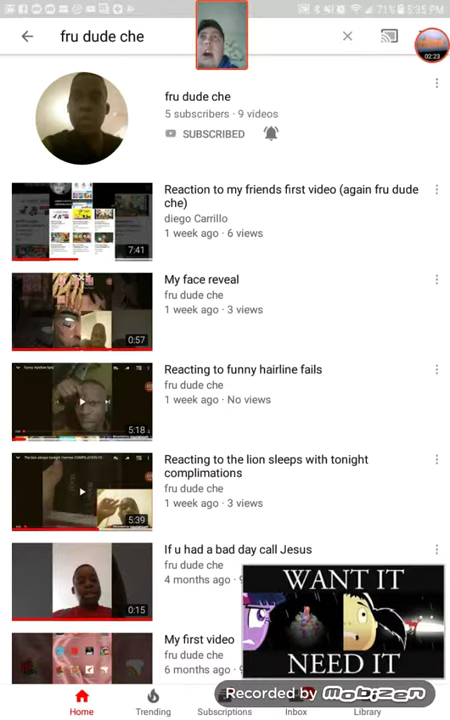 71% 5:35 PM
fru dude che
02:23
fru dude che
5 subscribers · 9 videos
SUBSCRIBED
Reaction to my friends first video (again fru dude
che)
diego Carrillo
1 week ago · 6 views
7:41
My face reveal
fru dude che
1 week ago · 3 views
0:57
Reacting to funny hairline fails
fru dude che
1 week ago · No views
5:18
Reacting to the lion sleeps with tonight
complimations
fru dude che
1 week ago · 3 views
5:39
If u had a bad day call Jesus
fru dude che
4 months ago · 9
0:15
WANT IT
NEED IT
My first video
fru dude che
6 months ago · 9
Recorded by mobizen
Home
Trending
Subscriptions
Inbox
Library